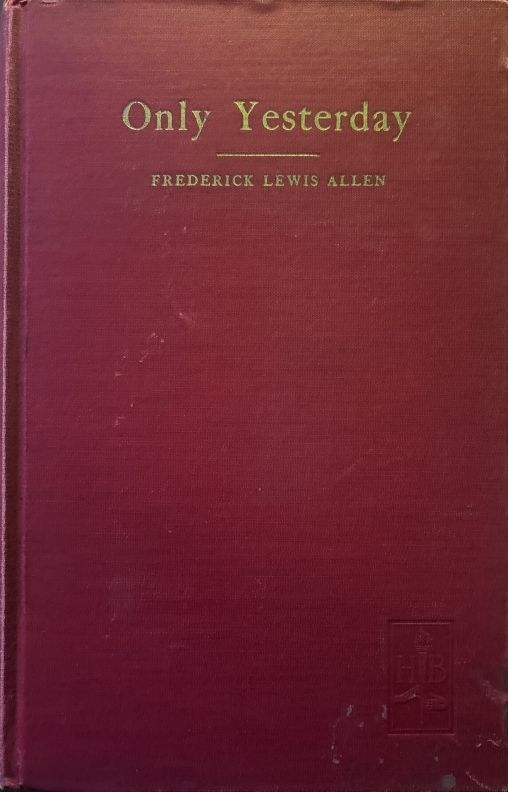 Only Yesterday
FREDERICK LEWIS ALLEN
H B